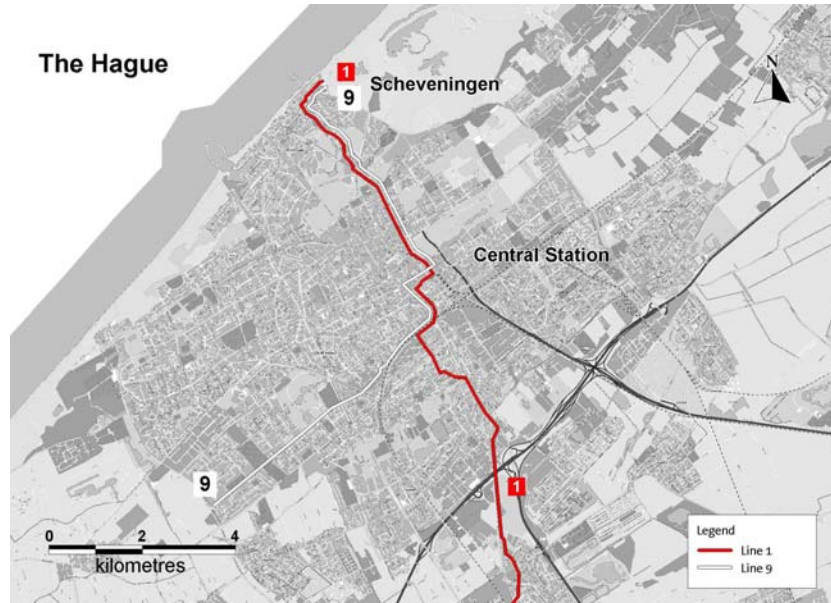 The Hague
1
9
Scheveningen
N
Central Station
9
1
0 2 4
kilometres
Legend
Line 1
Line 9